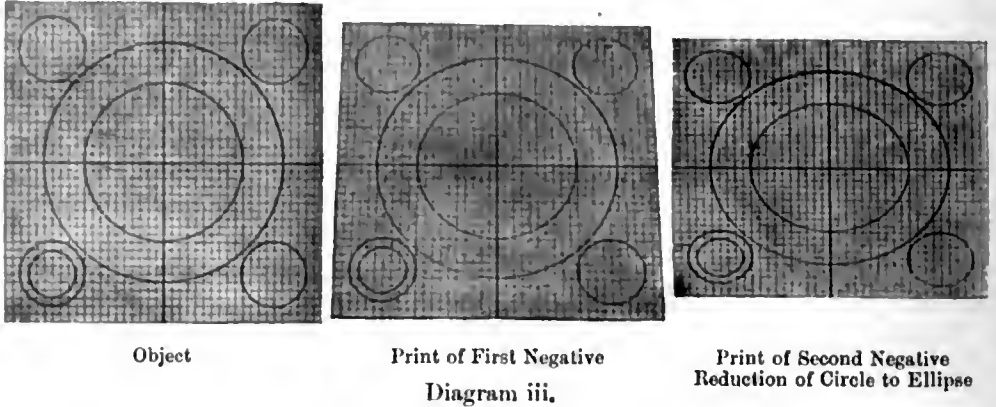 Object
Print of First Negative
Print of Second Negative
Reduction of Circle to Ellipse
Diagram iii.